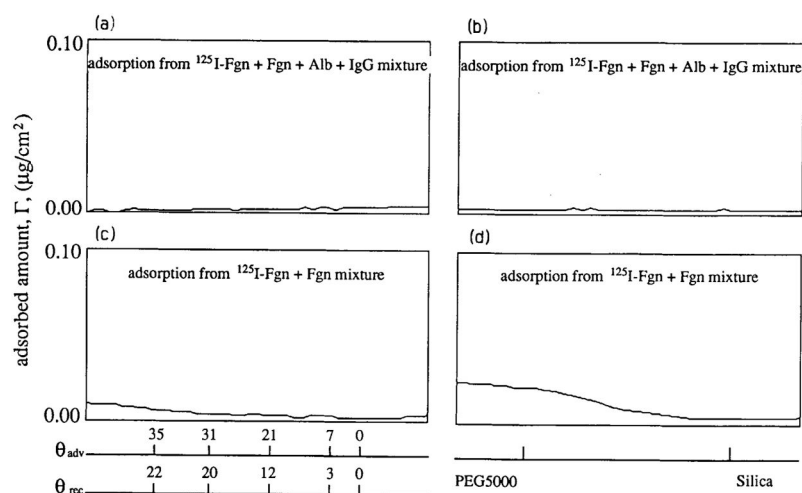 (a)
0.10
adsorption from ¹²⁵I-Fgn + Fgn + Alb + IgG mixture
(b)
adsorption from ¹²⁵I-Fgn + Fgn + Alb + IgG mixture
adsorbed amount, Γ, (μg/cm²)
0.00
0.10
(c)
adsorption from ¹²⁵I-Fgn + Fgn mixture
(d)
adsorption from ¹²⁵I-Fgn + Fgn mixture
0.00
θadv 35 31 21 7 0
θrec 22 20 12 3 0
PEG5000 Silica